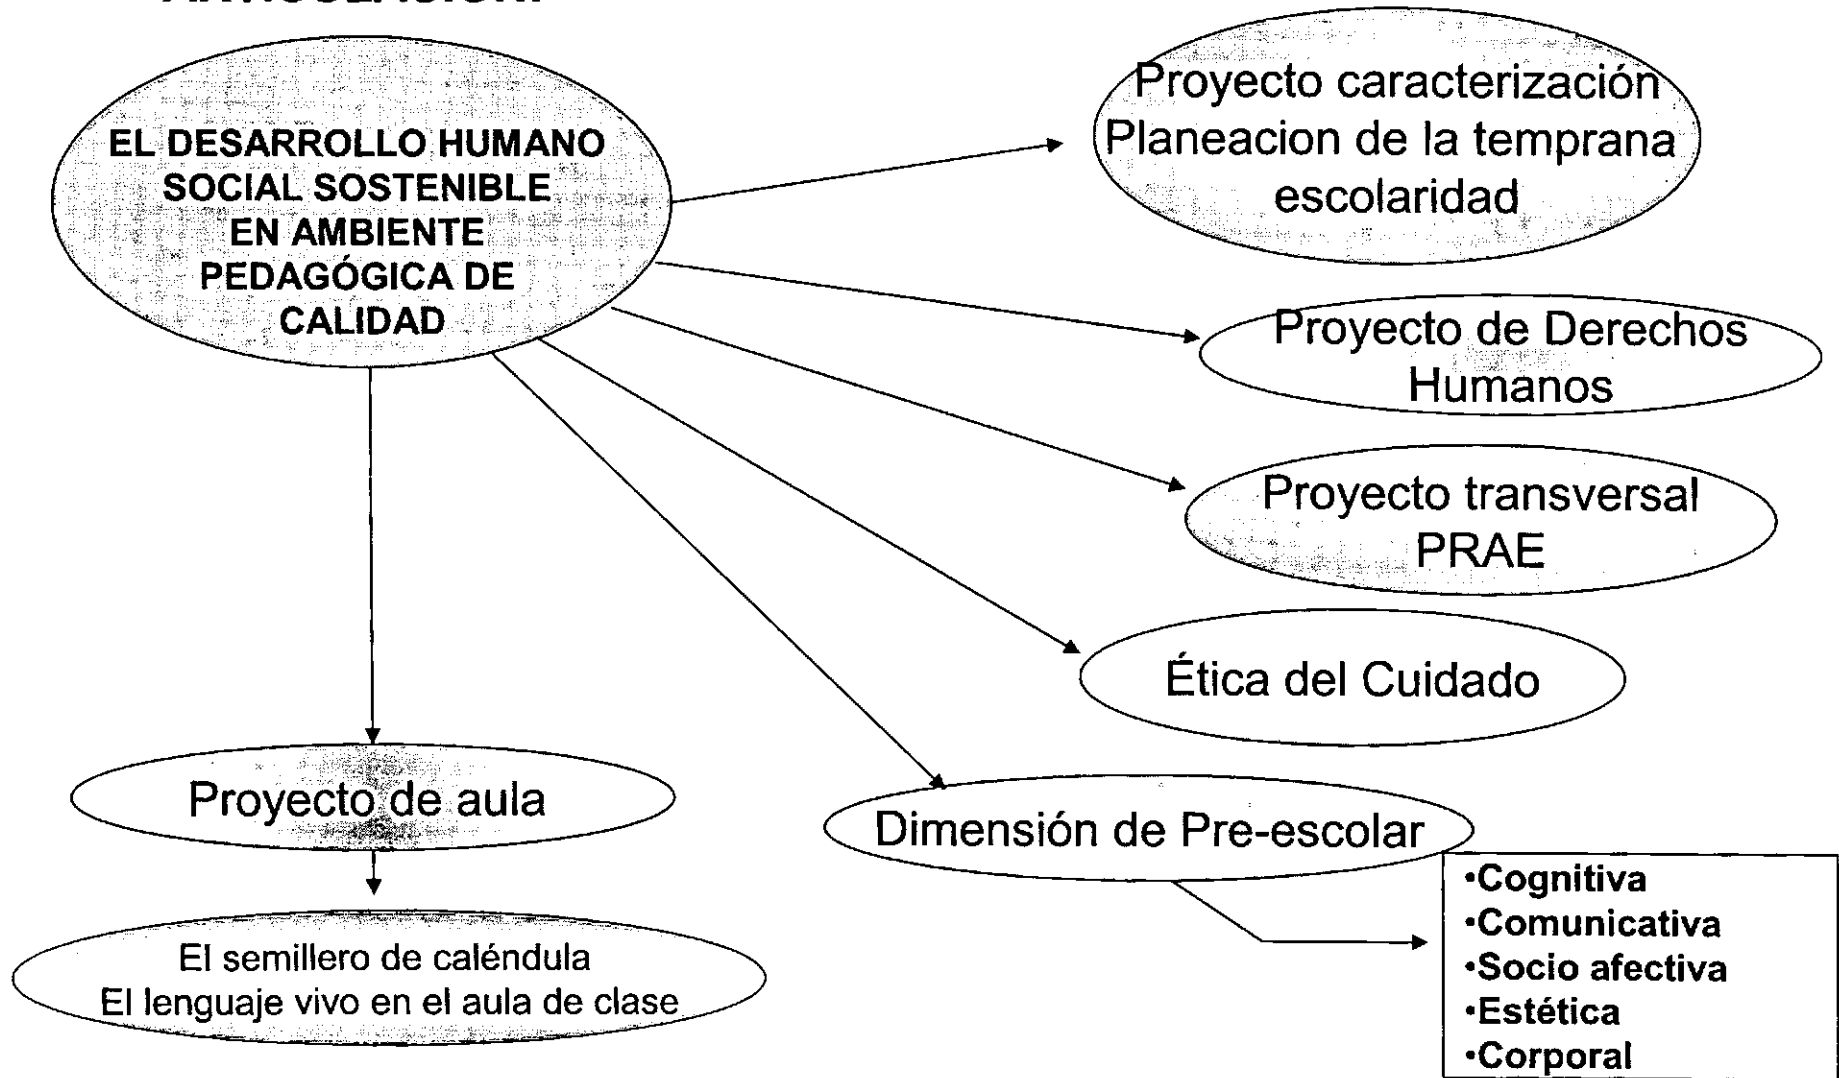 EL DESARROLLO HUMANO
SOCIAL SOSTENIBLE
EN AMBIENTE
PEDAGÓGICA DE
CALIDAD
Proyecto caracterización
Planeacion de la temprana
escolaridad
Proyecto de Derechos
Humanos
Proyecto transversal
PRAE
Ética del Cuidado
Proyecto de aula
Dimensión de Pre-escolar
•Cognitiva
•Comunicativa
•Socio afectiva
•Estética
•Corporal
El semillero de caléndula
El lenguaje vivo en el aula de clase